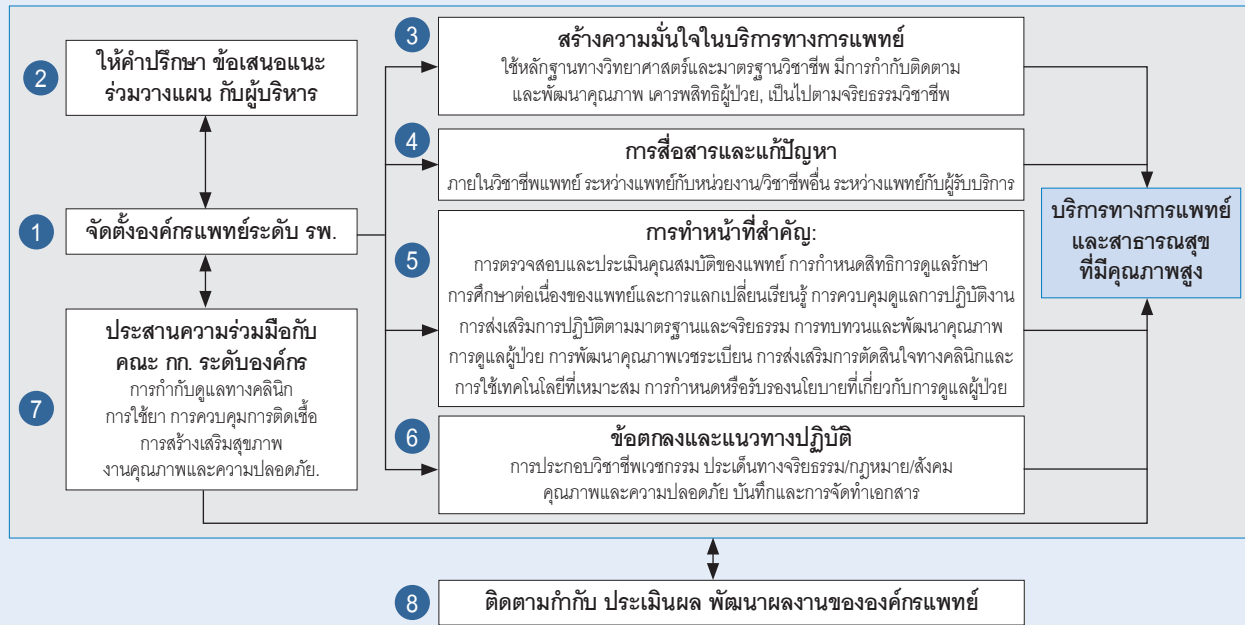 2
ให้คำปรึกษา ข้อเสนอแนะ
ร่วมวางแผน กับผู้บริหาร
1
จัดตั้งองค์กรแพทย์ระดับ รพ.
7
ประสานความร่วมมือกับ
คณะ กก. ระดับองค์กร
การกำกับดูแลทางคลินิก
การใช้ยา การควบคุมการติดเชื้อ
การสร้างเสริมสุขภาพ
งานคุณภาพและความปลอดภัย.
3
สร้างความมั่นใจในบริการทางการแพทย์
ใช้หลักฐานทางวิทยาศาสตร์และมาตรฐานวิชาชีพ มีการกำกับติดตาม
และพัฒนาคุณภาพ เคารพสิทธิผู้ป่วย, เป็นไปตามจริยธรรมวิชาชีพ
4
การสื่อสารและแก้ปัญหา
ภายในวิชาชีพแพทย์ ระหว่างแพทย์กับหน่วยงาน/วิชาชีพอื่น ระหว่างแพทย์กับผู้รับบริการ
5
การทำหน้าที่สำคัญ:
การตรวจสอบและประเมินคุณสมบัติของแพทย์ การกำหนดสิทธิการดูแลรักษา
การศึกษาต่อเนื่องของแพทย์และการแลกเปลี่ยนเรียนรู้ การควบคุมดูแลการปฏิบัติงาน
การส่งเสริมการปฏิบัติตามมาตรฐานและจริยธรรม การทบทวนและพัฒนาคุณภาพ
การดูแลผู้ป่วย การพัฒนาคุณภาพเวชระเบียน การส่งเสริมการตัดสินใจทางคลินิกและ
การใช้เทคโนโลยีที่เหมาะสม การกำหนดหรือรับรองนโยบายที่เกี่ยวกับการดูแลผู้ป่วย
6
ข้อตกลงและแนวทางปฏิบัติ
การประกอบวิชาชีพเวชกรรม ประเด็นทางจริยธรรม/กฎหมาย/สังคม
คุณภาพและความปลอดภัย บันทึกและการจัดทำเอกสาร
บริการทางการแพทย์
และสาธารณสุข
ที่มีคุณภาพสูง
8
ติดตามกำกับ ประเมินผล พัฒนาผลงานขององค์กรแพทย์